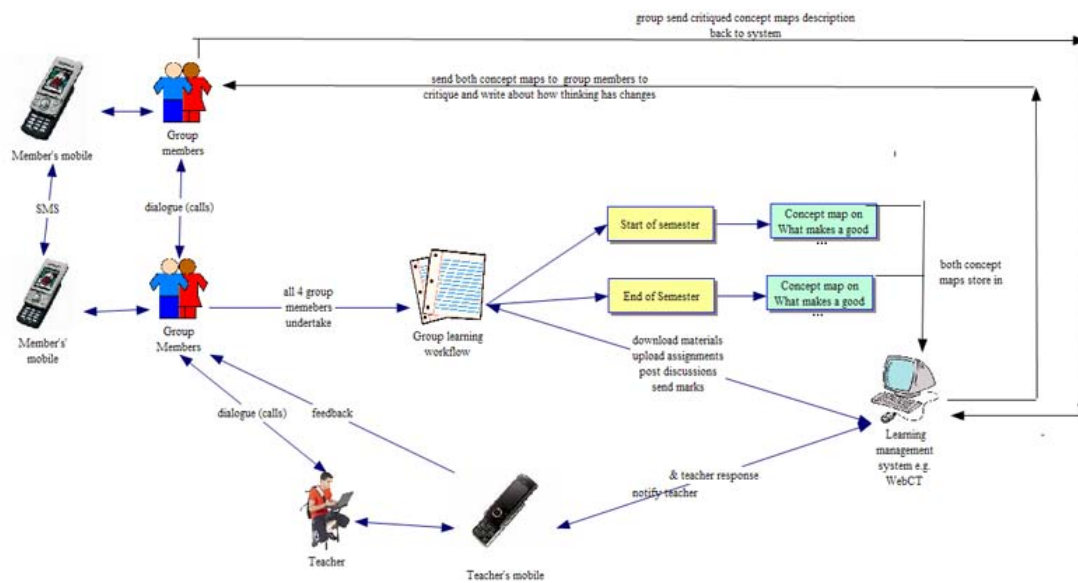 group send critiqued concept maps description
back to system
send both concept maps to group members to
critique and write about how thinking has changes
Group
members
Member's mobile
SMS
dialogue (calls)
Start of semester
Concept map on
What makes a good
...
both concept
maps store in
End of Semester
Concept map on
What makes a good
...
all 4 group
memebers
undertake
Group
Members
Member's'
mobile
Group learning
workflow
download materials
upload assignments
post discussions
send marks
dialogue (calls)
feedback
Learning
management
system e.g.
WebCT
& teacher response
notify teacher
Teacher
Teacher's mobile